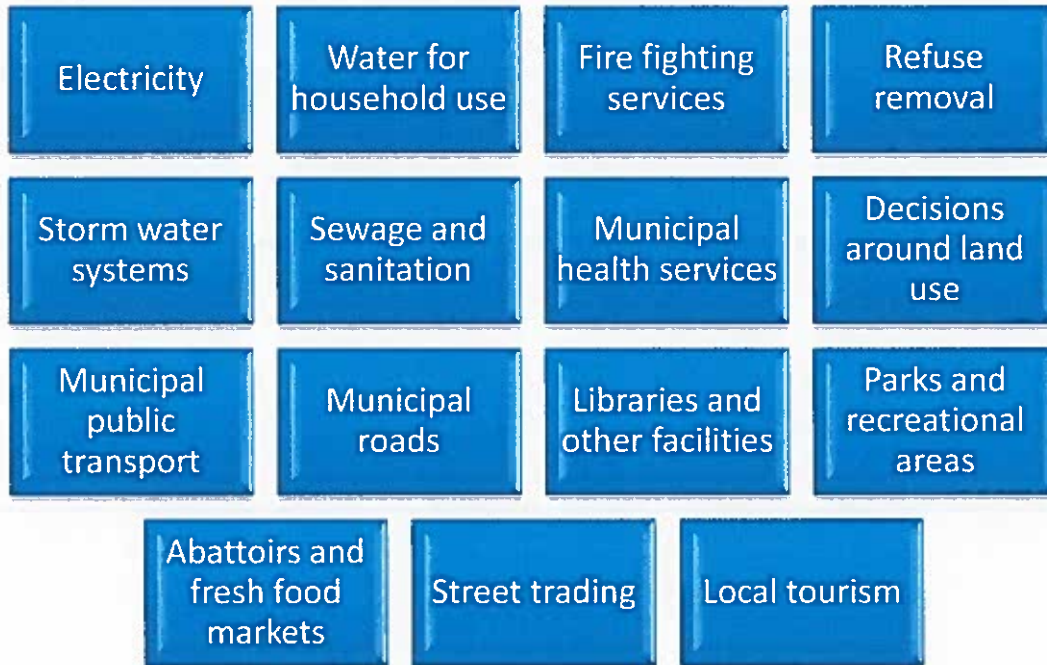 Electricity
Water for
household use
Fire fighting
services
Refuse
removal
Storm water
systems
Sewage and
sanitation
Municipal
health services
Decisions
around land
use
Municipal
public
transport
Municipal
roads
Libraries and
other facilities
Parks and
recreational
areas
Abattoirs and
fresh food
markets
Street trading
Local tourism